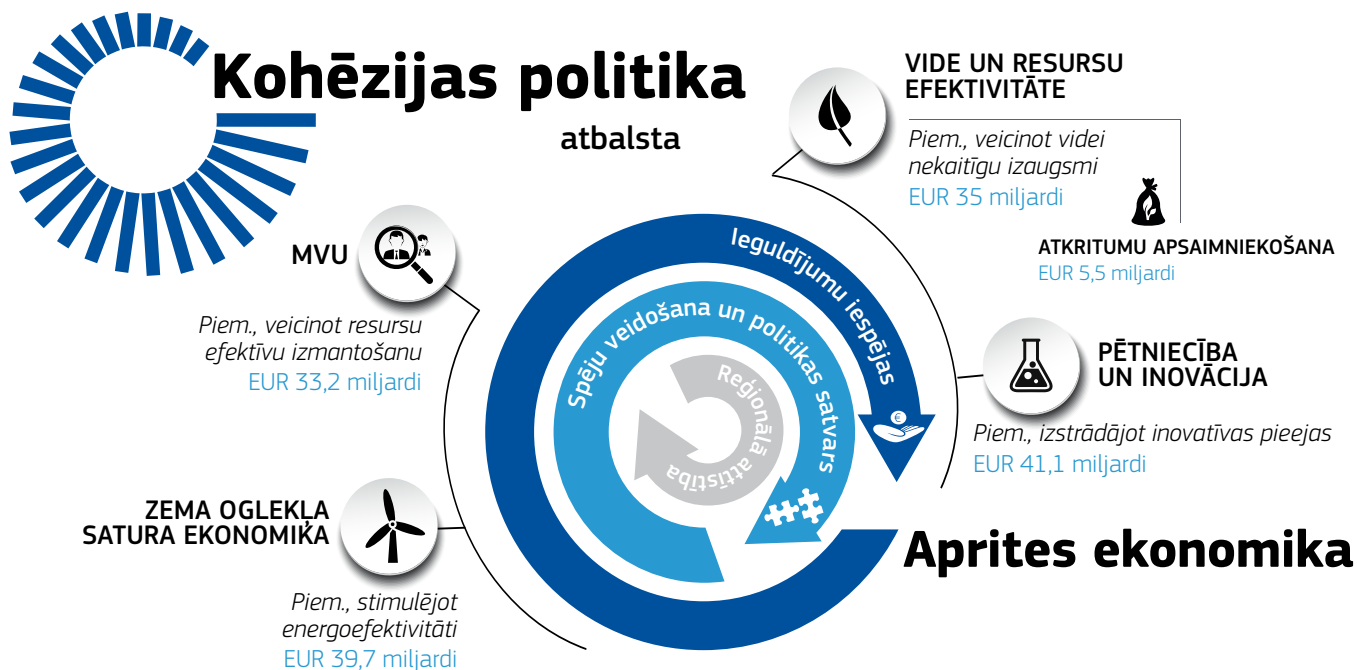 Kohēzijas politika
atbalsta
VIDE UN RESURSU
EFEKTIVITĀTE
Piem., veicinot videi
nekaitīgu izaugsmi
EUR 35 miljardi
ATKRITUMU APSAIMNIEKOŠANA
EUR 5,5 miljardi
MVU
Piem., veicinot resursu
efektīvu izmantošanu
EUR 33,2 miljardi
Ieguldījumu iespējas
Spēju veidošana un politikas satvars
Reģionālā attīstība
PĒTNIECĪBA
UN INOVĀCIJA
Piem., izstrādājot inovatīvas pieejas
EUR 41,1 miljardi
ZEMA OGLEKĻA
SATURA EKONOMIKA
Piem., stimulējot
energoefektivitāti
EUR 39,7 miljardi
Aprites ekonomika